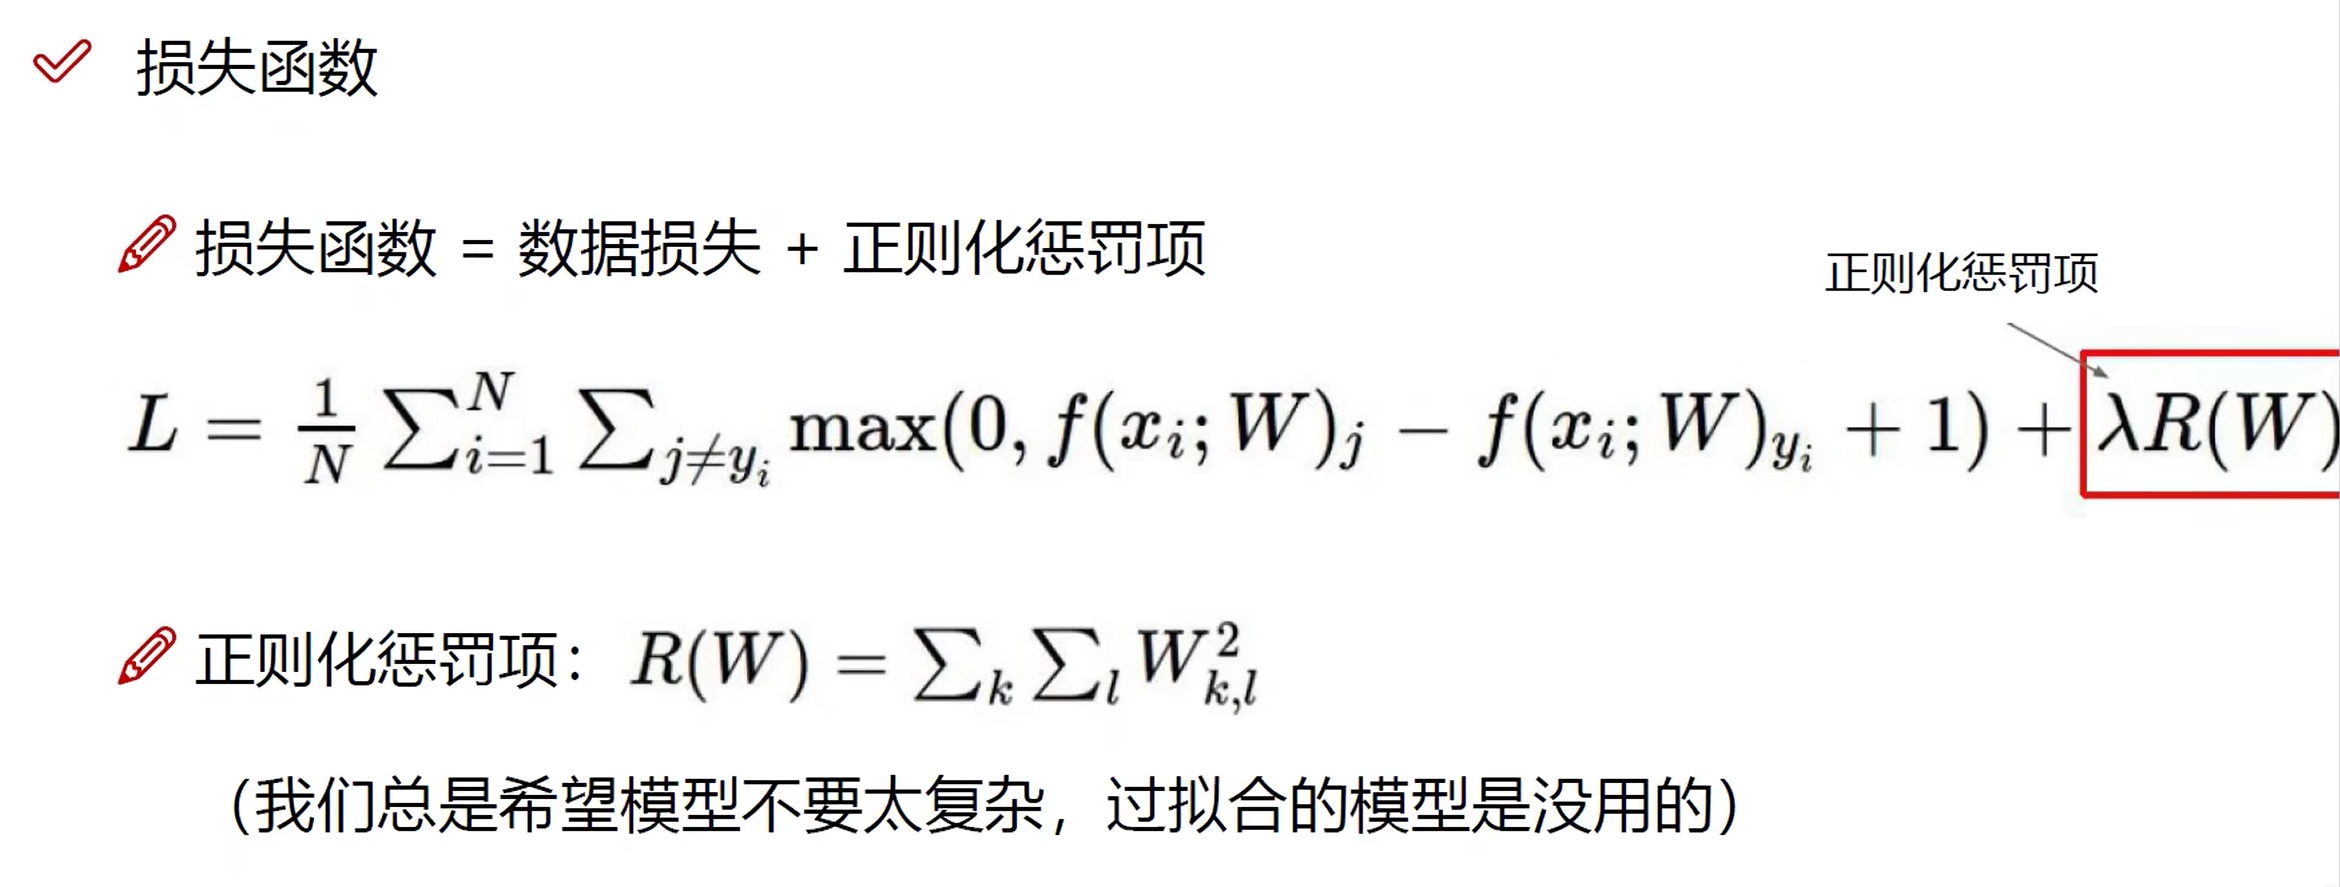 损失函数
损失函数 = 数据损失 + 正则化惩罚项
正则化惩罚项
L = \frac{1}{N} \sum_{i=1}^{N} \sum_{j \neq y_i} \max(0, f(x_i; W)_j - f(x_i; W)_{y_i} + 1) + λR(W)
正则化惩罚项： R(W) = \sum_k \sum_l W_{k,l}^2
（我们总是希望模型不要太复杂，过拟合的模型是没用的）